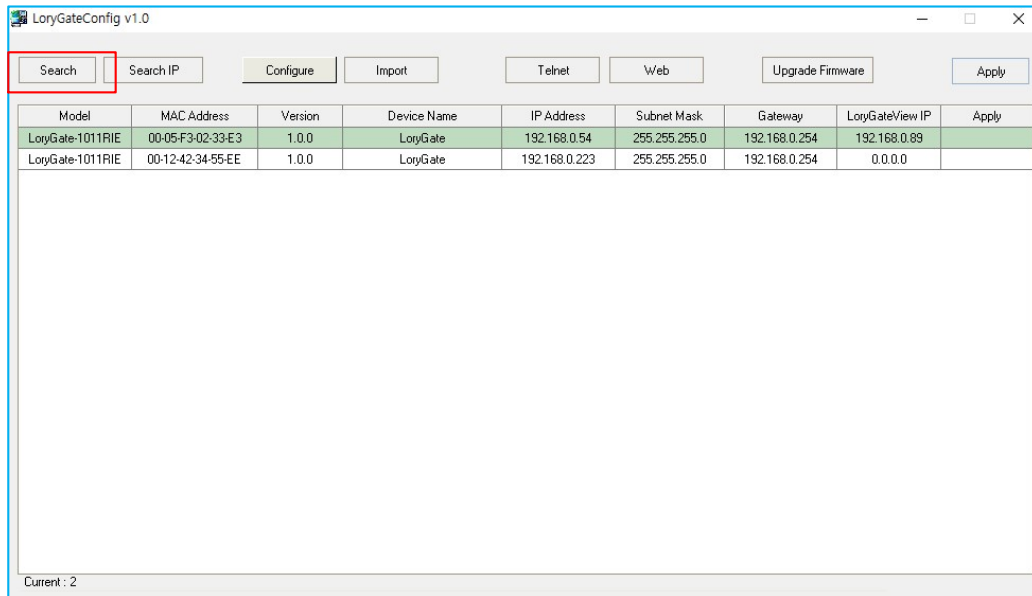 LoryGateConfig v1.0
Search Search IP Configure Import Telnet Web Upgrade Firmware Apply
Model MAC Address Version Device Name IP Address Subnet Mask Gateway LoryGateView IP Apply
LoryGate-1011RIE 00-05-F3-02-33-E3 1.0.0 LoryGate 192.168.0.54 255.255.255.0 192.168.0.254 192.168.0.89
LoryGate-1011RIE 00-12-42-34-55-EE 1.0.0 LoryGate 192.168.0.223 255.255.255.0 192.168.0.254 0.0.0.0
Current : 2